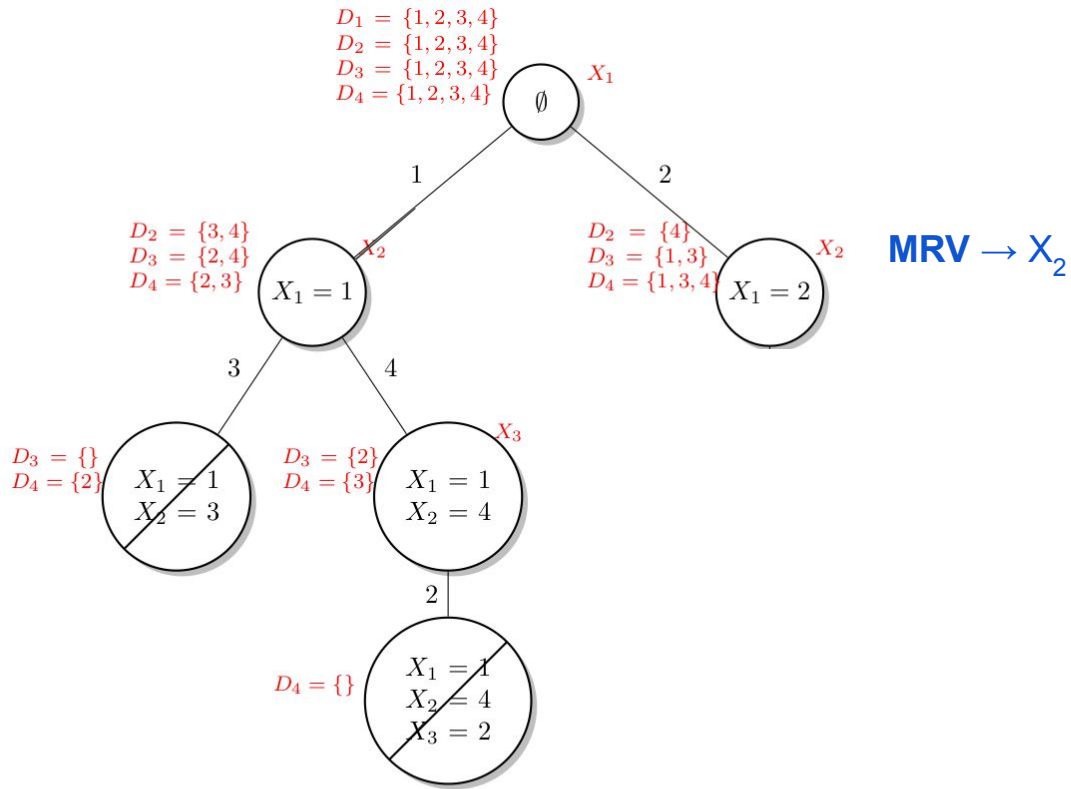 D₁ = {1, 2, 3, 4}
D₂ = {1, 2, 3, 4}
D₃ = {1, 2, 3, 4}
D₄ = {1, 2, 3, 4}
X₁
∅
1
2
D₂ = {3, 4}
D₃ = {2, 4}
D₄ = {2, 3}
X₂
X₁ = 1
D₂ = {4}
D₃ = {1, 3}
D₄ = {1, 3, 4}
X₂
X₁ = 2
MRV → X₂
3
4
D₃ = {}
D₄ = {2}
X₁ = 1
X₂ = 3
D₃ = {2}
D₄ = {3}
X₃
X₁ = 1
X₂ = 4
2
D₄ = {}
X₁ = 1
X₂ = 4
X₃ = 2